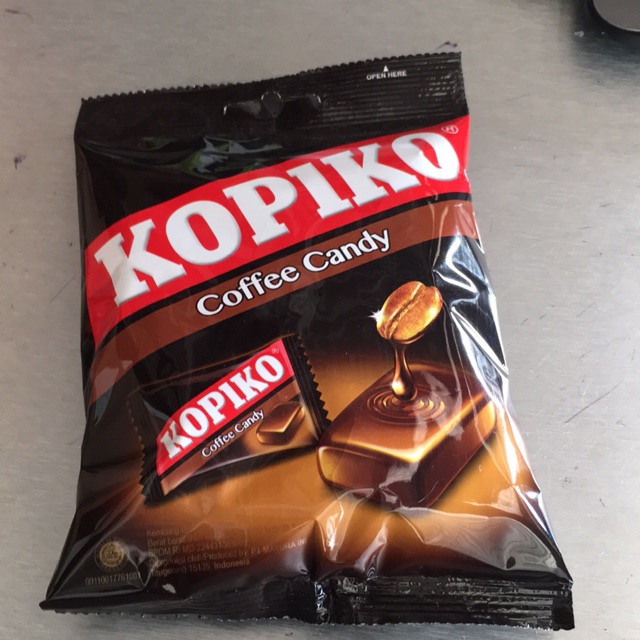 OPEN HERE
KOPIKO
Coffee Candy
KOPIKO
Coffee Candy
Indonesia